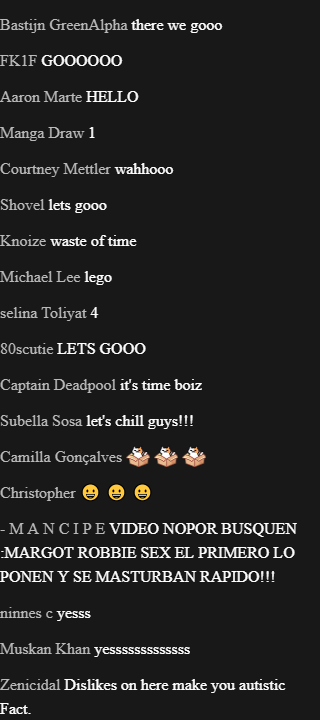 Bastijn GreenAlpha there we gooo
FK1F GOOOOOO
Aaron Marte HELLO
Manga Draw 1
Courtney Mettler wahhooo
Shovel lets gooo
Knoize waste of time
Michael Lee lego
selina Toliyat 4
80scutie LETS GOOO
Captain Deadpool it's time boiz
Subella Sosa let's chill guys!!!
Camilla Gonçalves
Christopher 😀 😀 😀
- M A N C I P E VIDEO NOPOR BUSQUEN
:MARGOT ROBBIE SEX EL PRIMERO LO
PONEN Y SE MASTURBAN RAPIDO!!!
ninnes c yesss
Muskan Khan yesssssssssssss
Zenicidal Dislikes on here make you autistic
Fact.